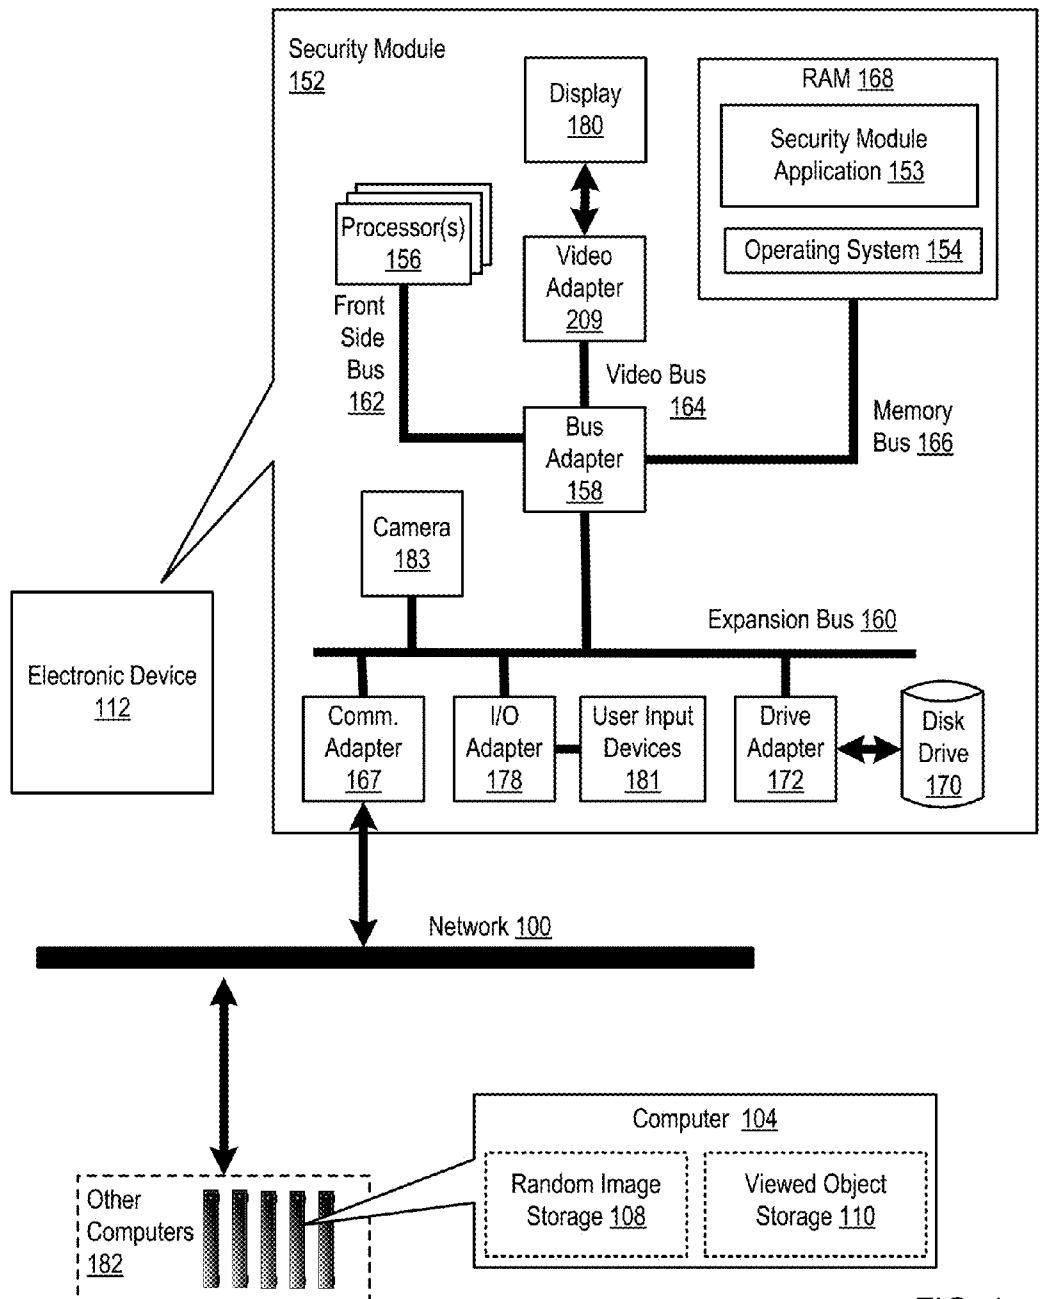 Security Module
152
Display
180
RAM 168
Security Module
Application 153
Operating System 154
Processor(s)
156
Video
Adapter
209
Front
Side
Bus
162
Video Bus
164
Memory
Bus 166
Bus
Adapter
158
Camera
183
Expansion Bus 160
Electronic Device
112
Comm.
Adapter
167
I/O
Adapter
178
User Input
Devices
181
Drive
Adapter
172
Disk
Drive
170
Network 100
Computer 104
Random Image
Storage 108
Viewed Object
Storage 110
Other
Computers
182